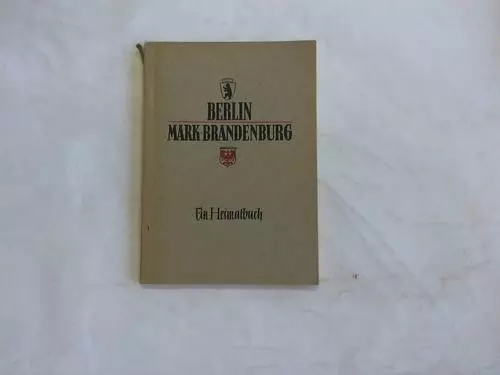 BERLIN
MARK BRANDENBURG
Ein Heimatbuch